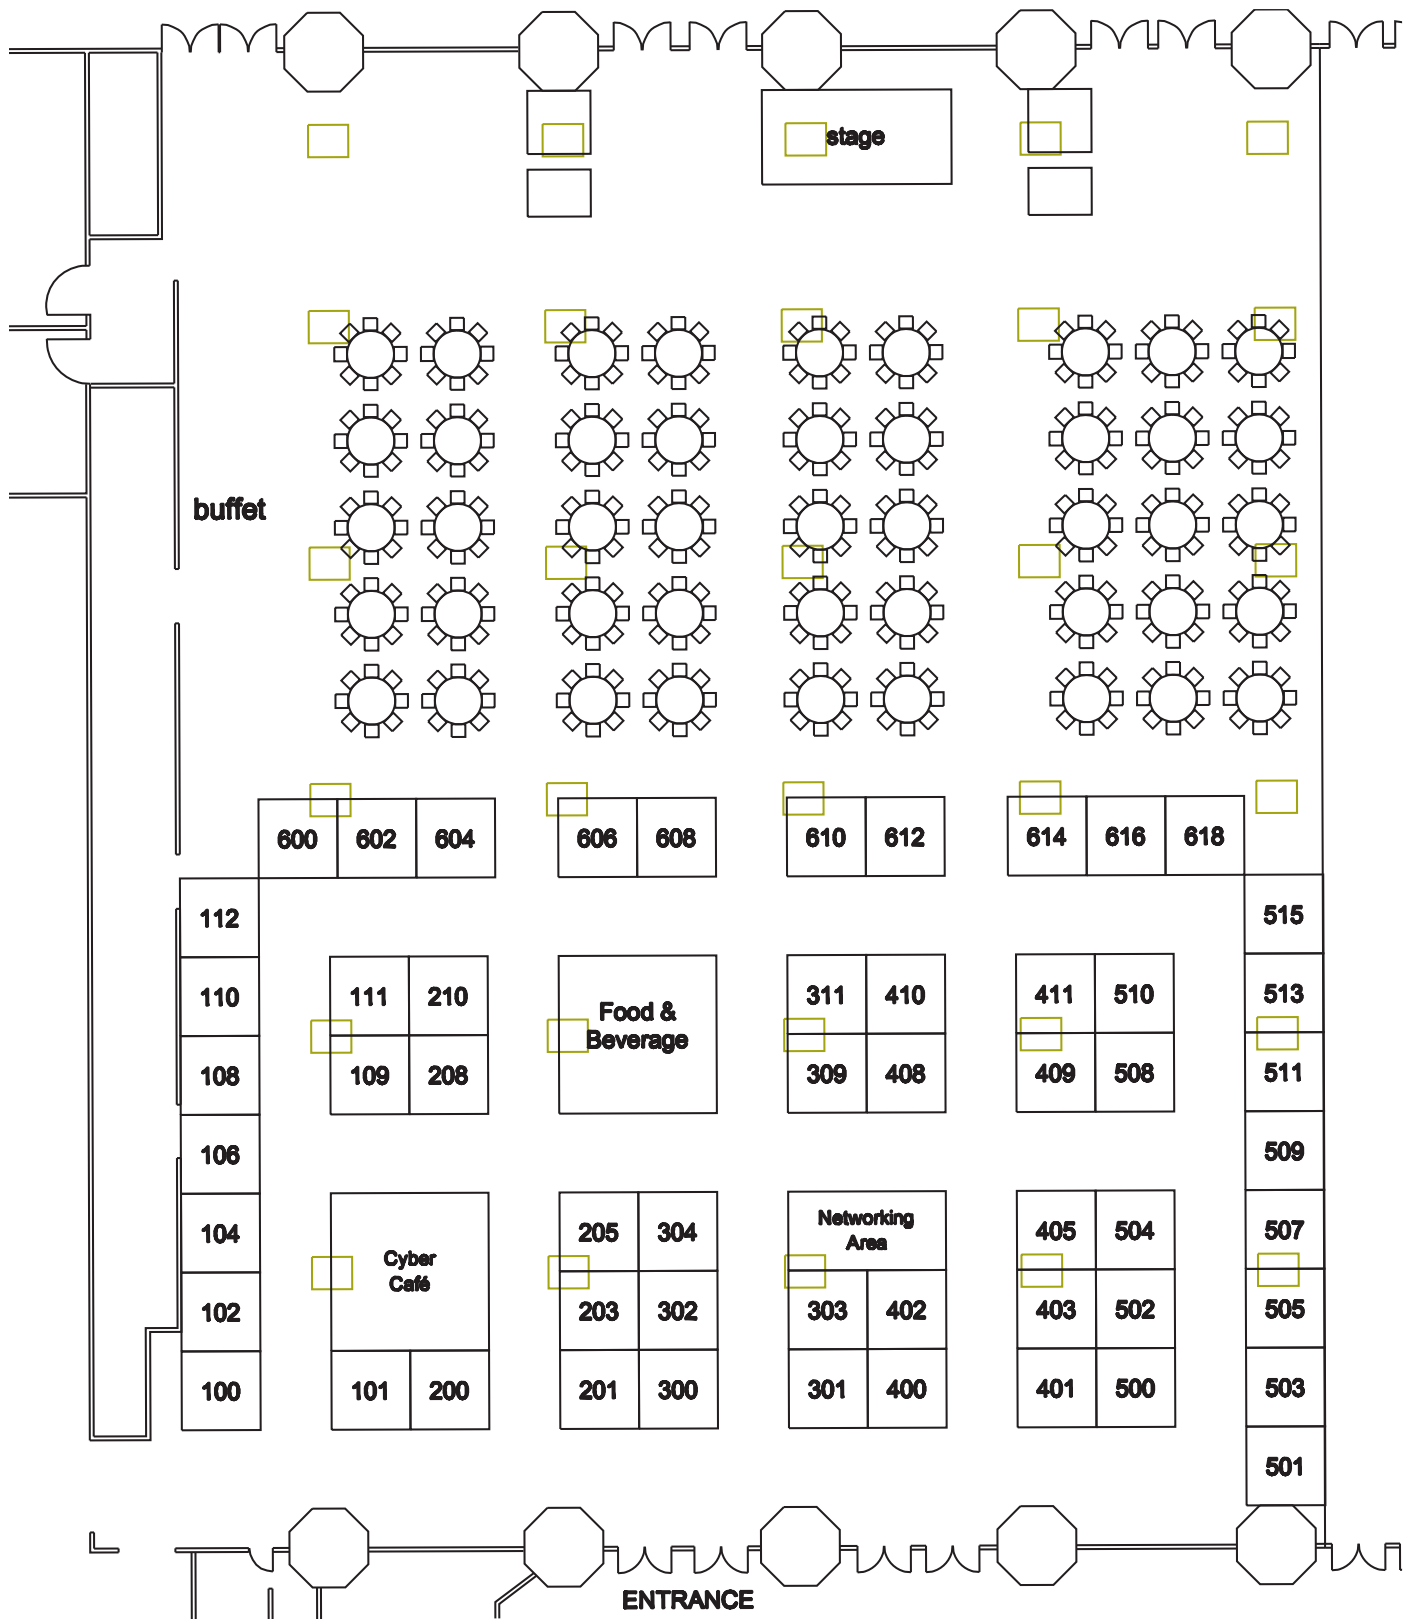 stage
buffet
600 602 604 606 608 610 612 614 616 618
112 515
111 210 Food & 311 410 411 510
110 513
Beverage
109 208 309 408 409 508
108 511
106 509
205 304 Networking 405 504
104 Area 507
Cyber
Café
203 302 303 402 403 502
102 505
101 200 201 300 301 400 401 500
100 503
501
ENTRANCE